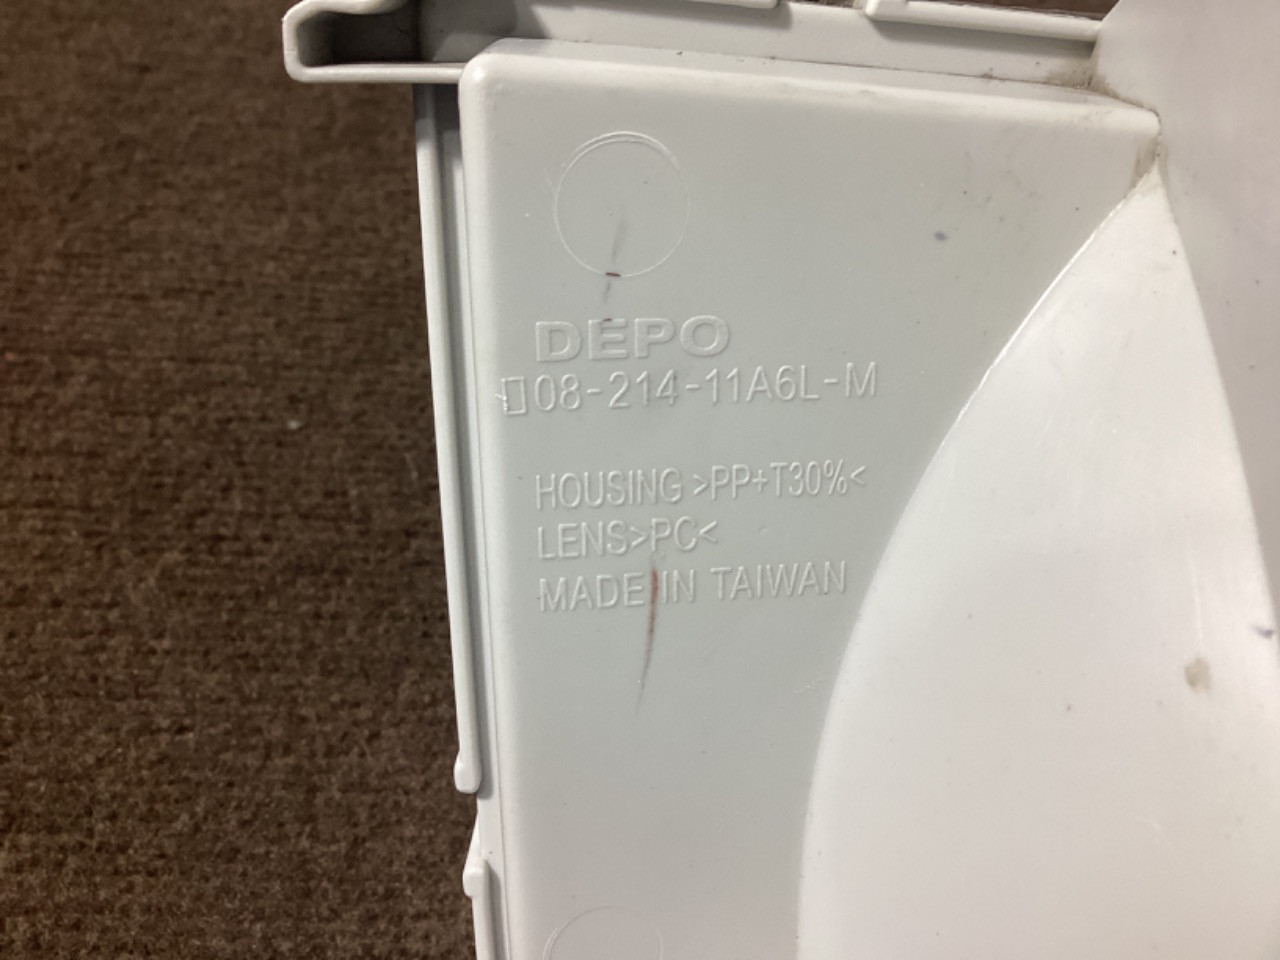 DEPO
▯08-214-11A6L-M
HOUSING >PP+T30%<
LENS>PC<
MADE IN TAIWAN